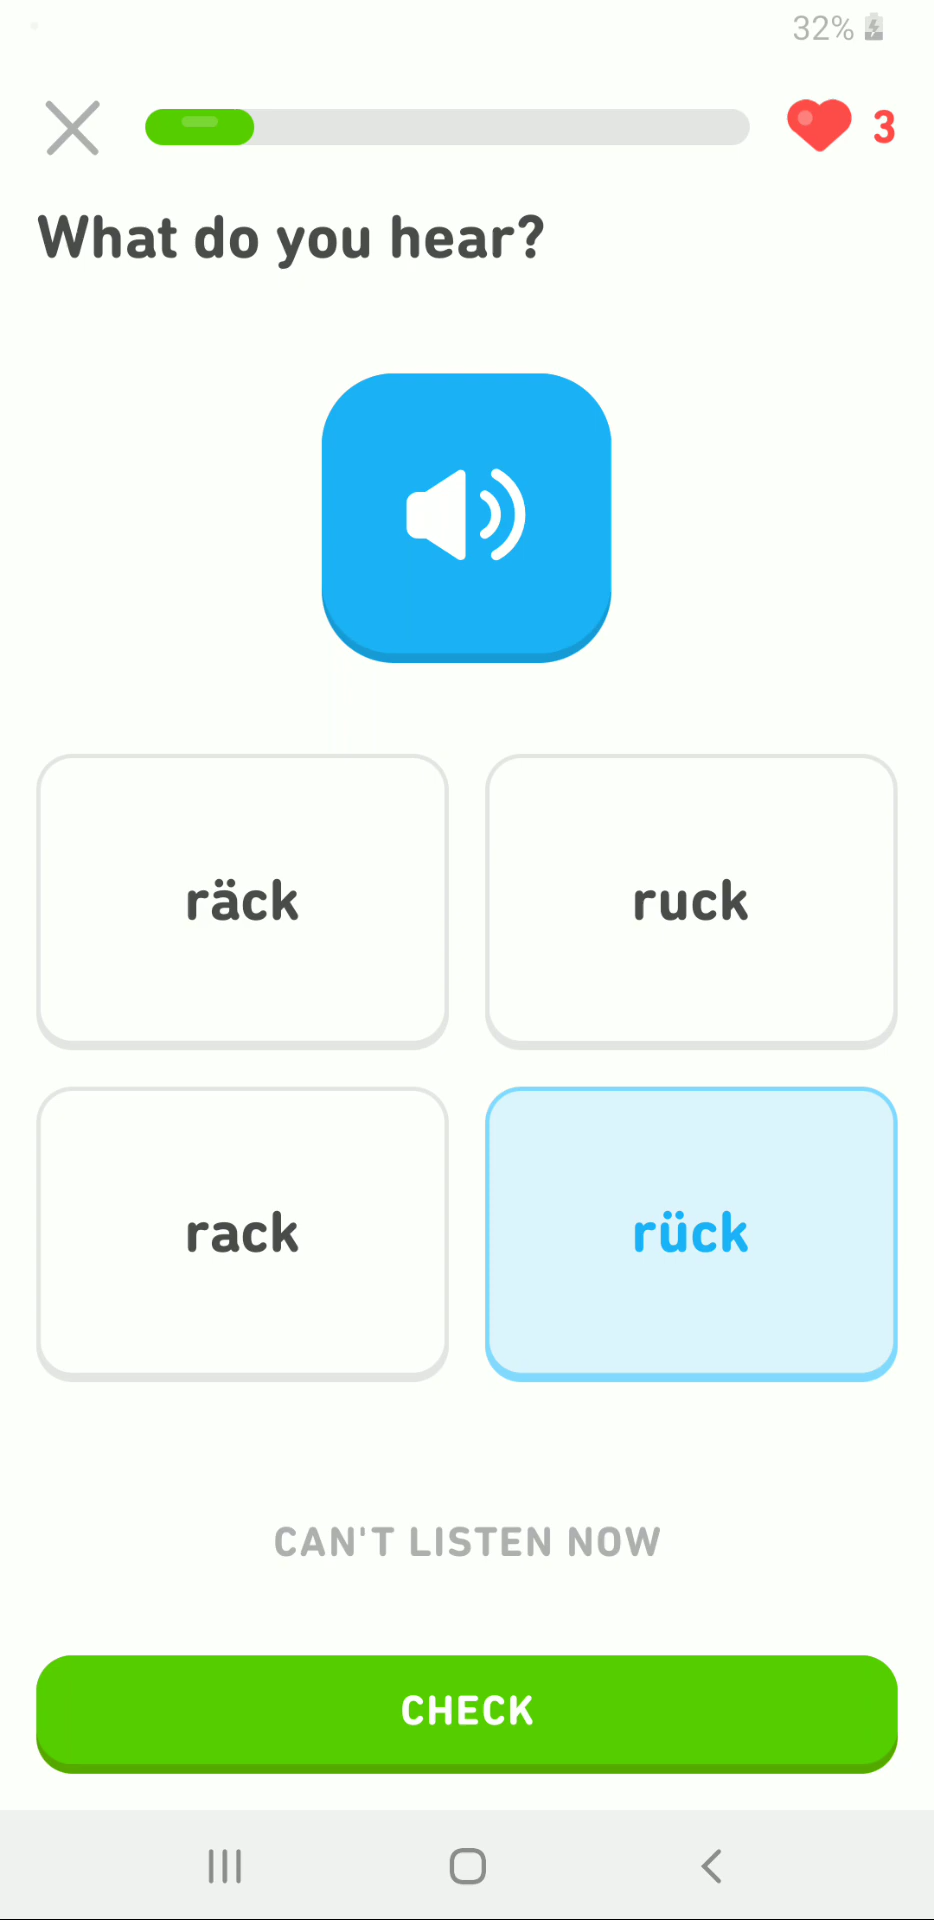 32%
3
What do you hear?
räck
ruck
rack
rück
CAN'T LISTEN NOW
CHECK